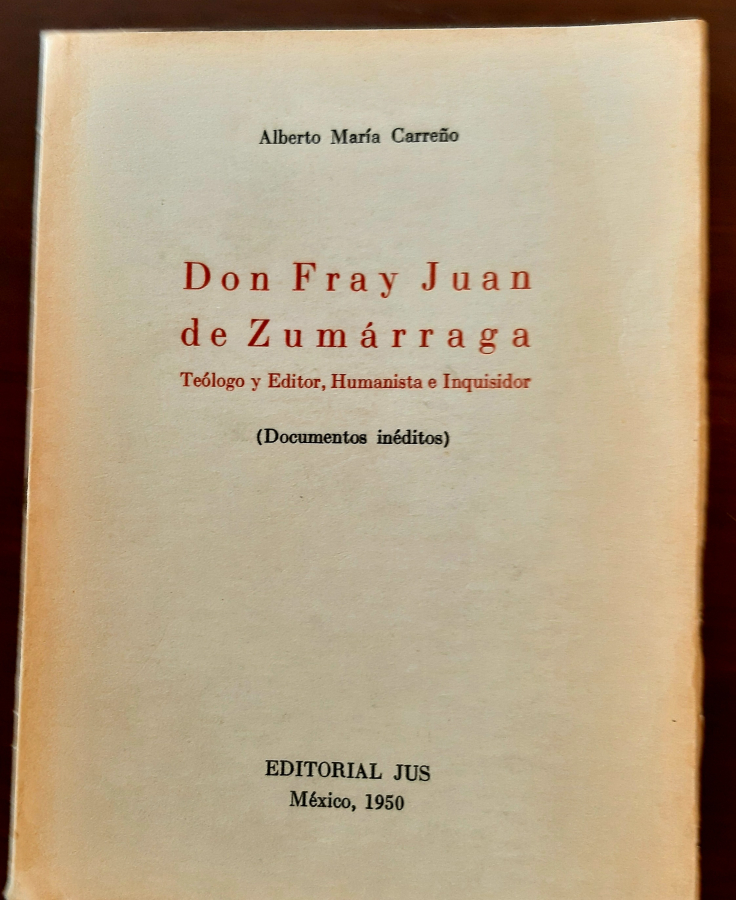 Alberto María Carreño
Don Fray Juan
de Zumárraga
Teólogo y Editor, Humanista e Inquisidor
(Documentos inéditos)
EDITORIAL JUS
México, 1950